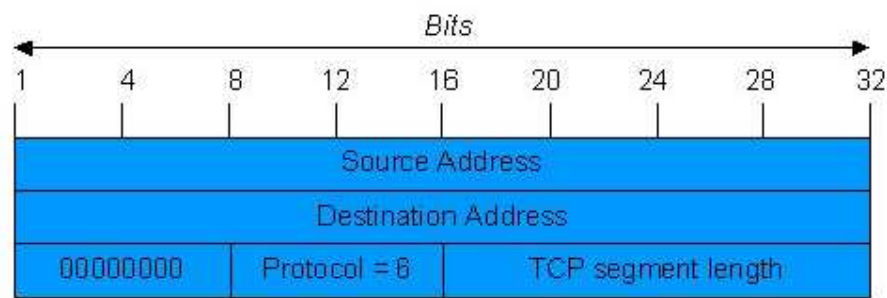 Bits
1 4 8 12 16 20 24 28 32
Source Address
Destination Address
00000000 Protocol = 6 TCP segment length